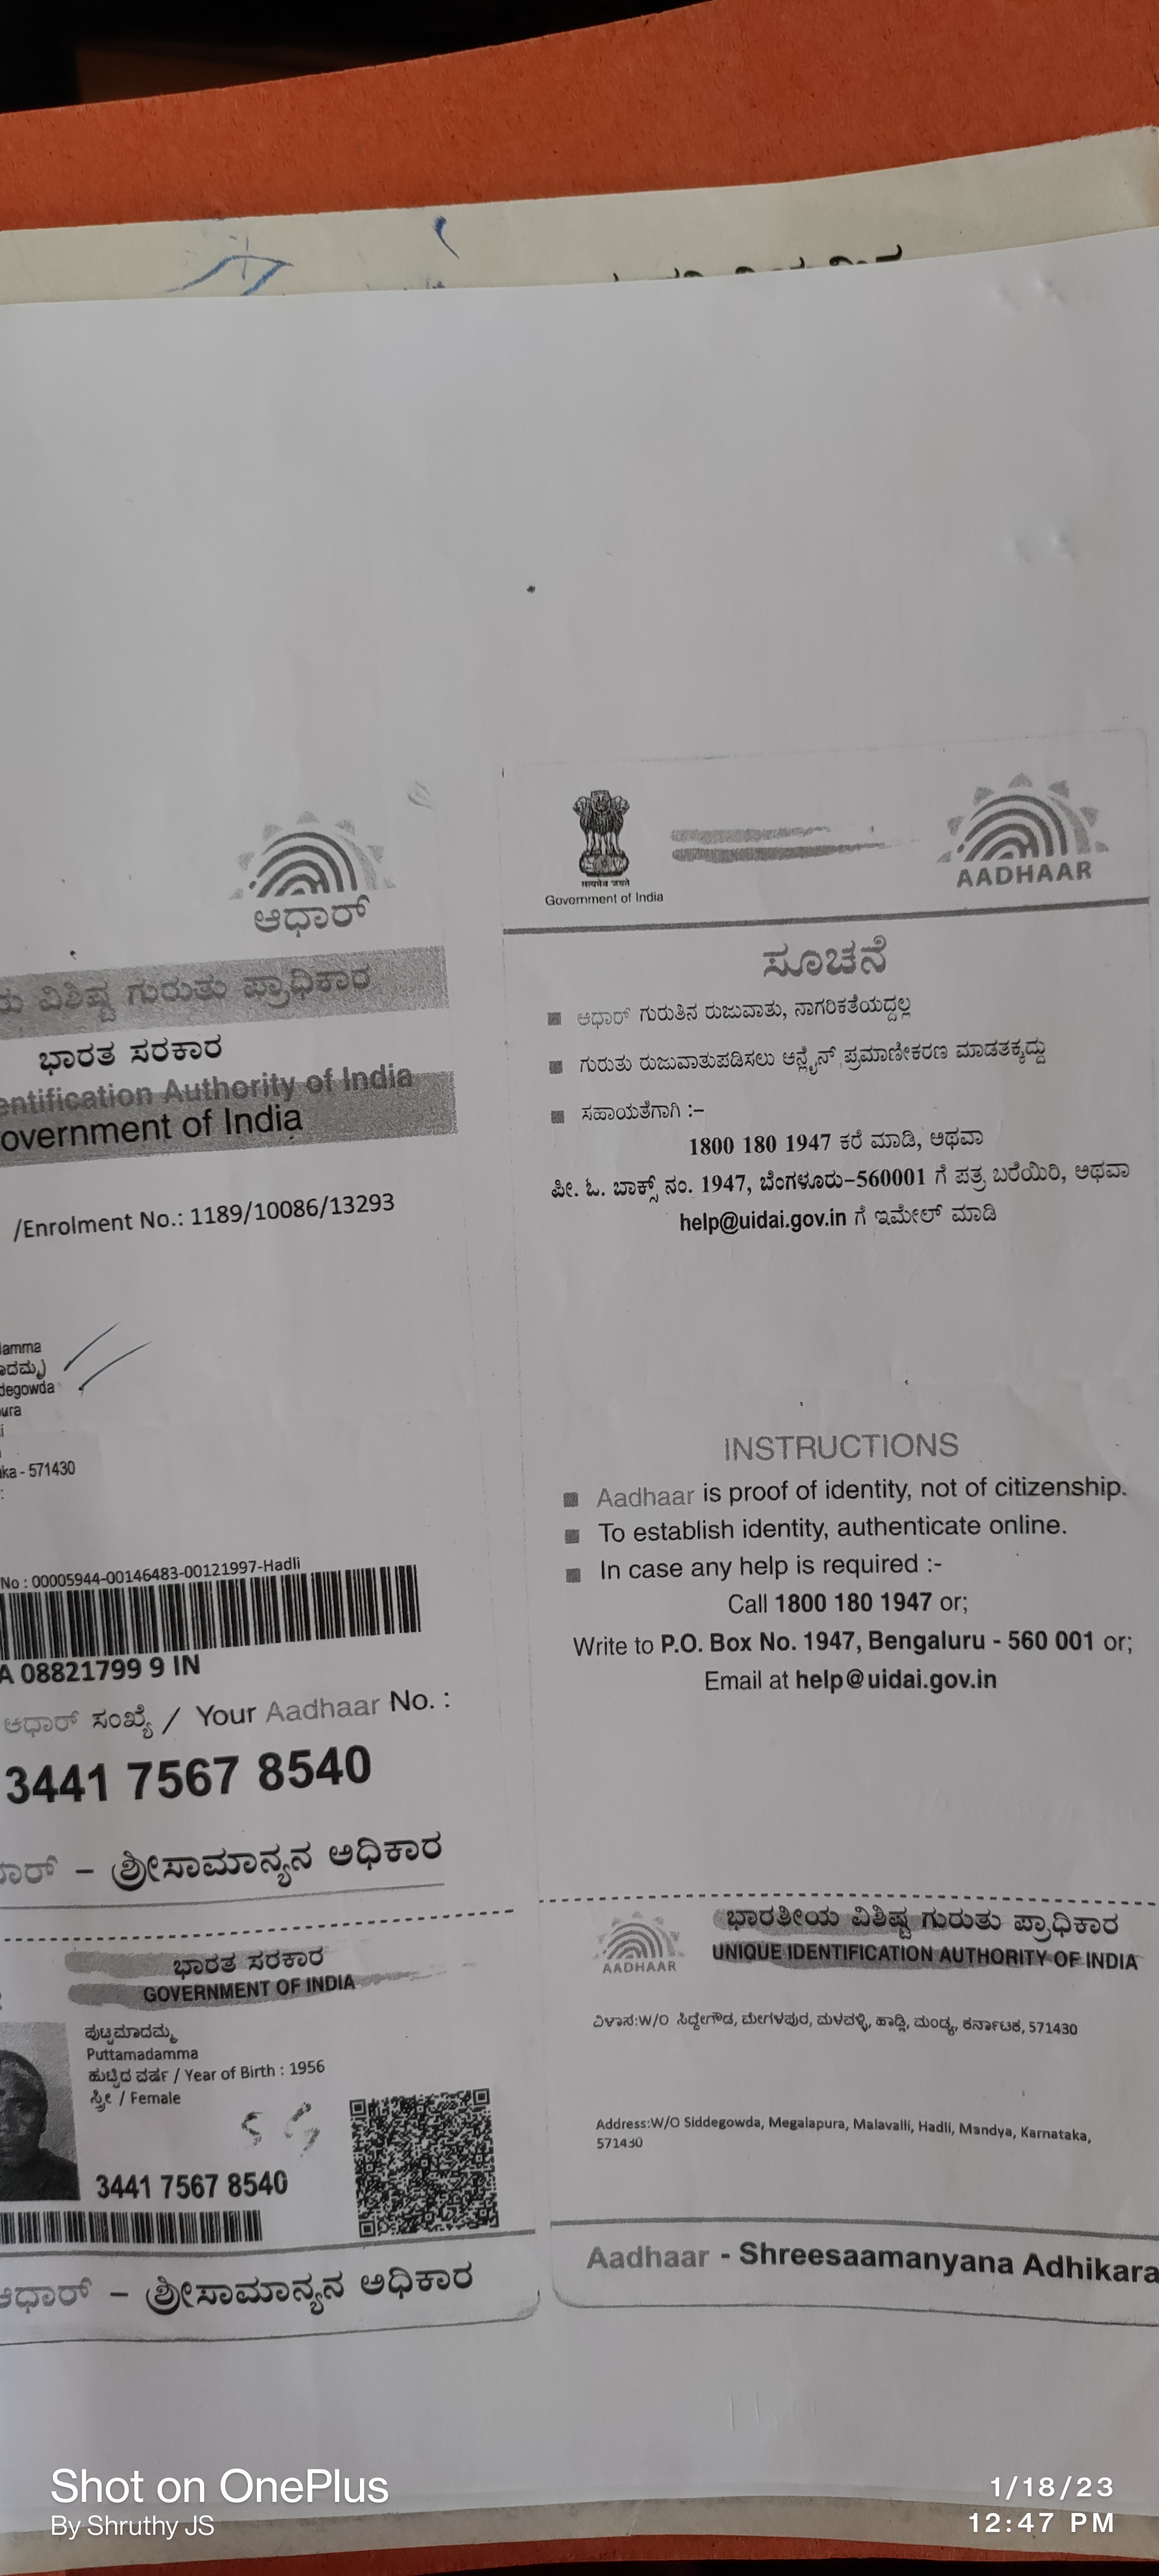 ಆಧಾರ್
ವಿಶಿಷ್ಟ ಗುರುತು ಪ್ರಾಧಿಕಾರ
ಭಾರತ ಸರಕಾರ
entification Authority of India
overnment of India
/Enrolment No.: 1189/10086/13293
lamma
ಾದಮ್ಮ)
degowda
ura
ka - 571430
No : 00005944-00146483-00121997-Hadli
A 08821799 9 IN
ಆಧಾರ್ ಸಂಖ್ಯೆ / Your Aadhaar No. :
3441 7567 8540
ಾರ್ – ಶ್ರೀಸಾಮಾನ್ಯನ ಅಧಿಕಾರ
ಭಾರತ ಸರಕಾರ
GOVERNMENT OF INDIA
ಪುಟ್ಟಮಾದಮ್ಮ
Puttamadamma
ಹುಟ್ಟಿದ ವರ್ಷ / Year of Birth : 1956
ಸ್ತ್ರೀ / Female
3441 7567 8540
ಆಧಾರ್ – ಶ್ರೀಸಾಮಾನ್ಯನ ಅಧಿಕಾರ
सत्यमेव जयते
Government of India
AADHAAR
ಸೂಚನೆ
ಆಧಾರ್ ಗುರುತಿನ ರುಜುವಾತು, ನಾಗರಿಕತೆಯದ್ದಲ್ಲ
ಗುರುತು ರುಜುವಾತುಪಡಿಸಲು ಆನ್ಲೈನ್ ಪ್ರಮಾಣೀಕರಣ ಮಾಡತಕ್ಕದ್ದು
ಸಹಾಯತೆಗಾಗಿ :–
1800 180 1947 ಕರೆ ಮಾಡಿ, ಅಥವಾ
ಪೀ. ಓ. ಬಾಕ್ಸ್ ನಂ. 1947, ಬೆಂಗಳೂರು–560001 ಗೆ ಪತ್ರ ಬರೆಯಿರಿ, ಅಥವಾ
help@uidai.gov.in ಗೆ ಇಮೇಲ್ ಮಾಡಿ
INSTRUCTIONS
Aadhaar is proof of identity, not of citizenship.
To establish identity, authenticate online.
In case any help is required :-
Call 1800 180 1947 or;
Write to P.O. Box No. 1947, Bengaluru - 560 001 or;
Email at help@uidai.gov.in
ಭಾರತೀಯ ವಿಶಿಷ್ಟ ಗುರುತು ಪ್ರಾಧಿಕಾರ
UNIQUE IDENTIFICATION AUTHORITY OF INDIA
AADHAAR
ವಿಳಾಸ:W/O ಸಿದ್ದೇಗೌಡ, ಮೇಗಳಪುರ, ಮಳವಳ್ಳಿ, ಹಾಡ್ಲಿ, ಮಂಡ್ಯ, ಕರ್ನಾಟಕ, 571430
Address:W/O Siddegowda, Megalapura, Malavalli, Hadli, Mandya, Karnataka,
571430
Aadhaar - Shreesaamanyana Adhikara
Shot on OnePlus
By Shruthy JS
1/18/23
12:47 PM